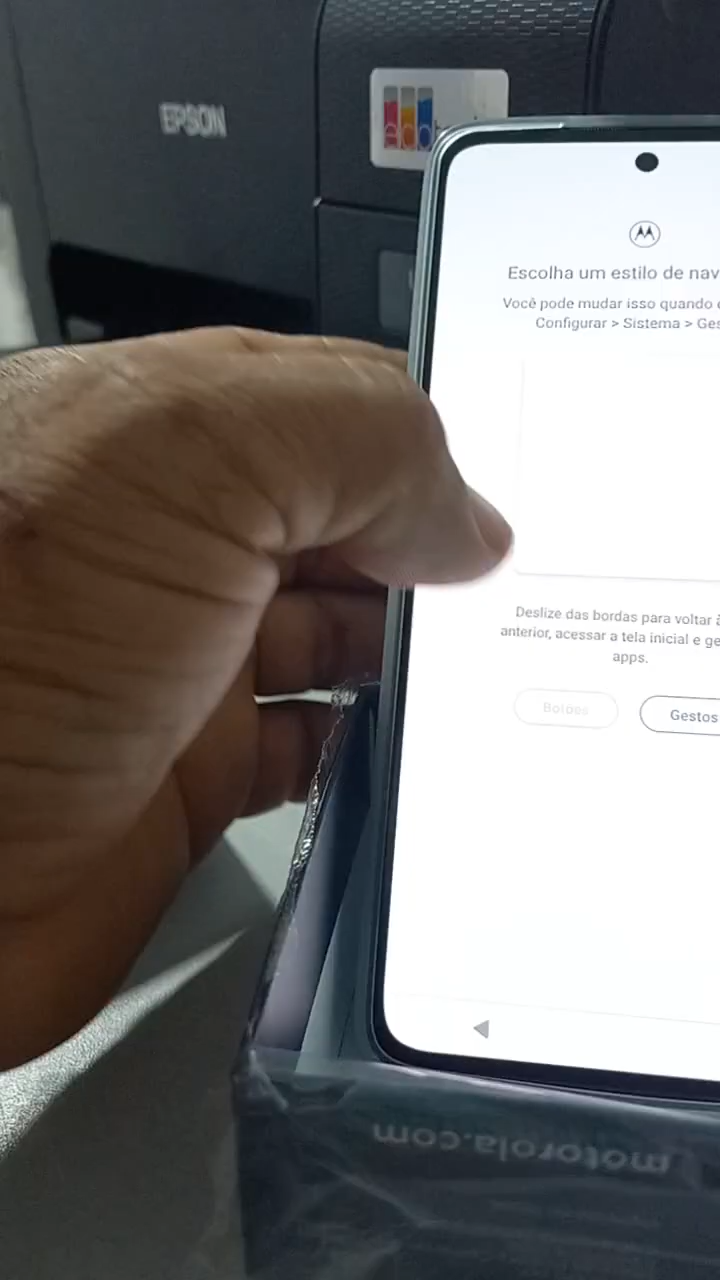 EPSON
Escolha um estilo de nav
Você pode mudar isso quando
Configurar > Sistema > Ges
Deslize das bordas para voltar à
anterior, acessar a tela inicial e ge
apps.
Botões
Gestos
motorola.com